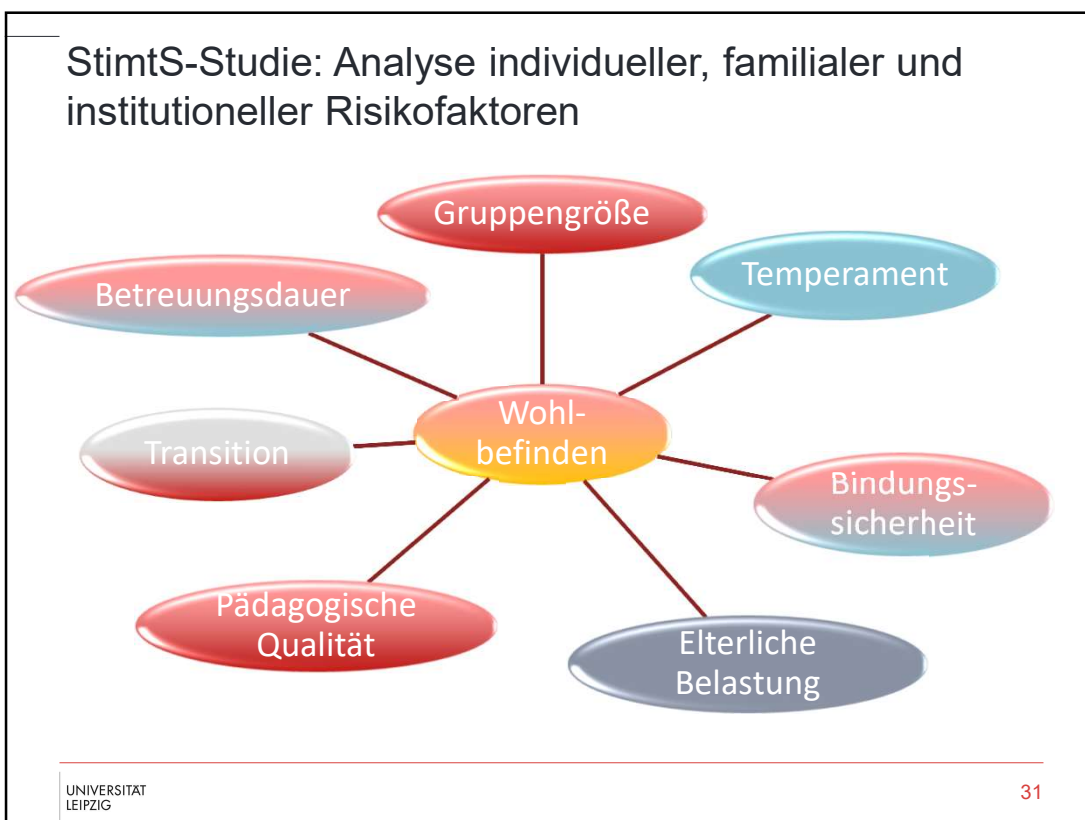 StimtS-Studie: Analyse individueller, familialer und
institutioneller Risikofaktoren
Gruppengröße
Temperament
Betreuungsdauer
Wohl-
befinden
Transition
Bindungs-
sicherheit
Pädagogische
Qualität
Elterliche
Belastung
UNIVERSITÄT
LEIPZIG
31